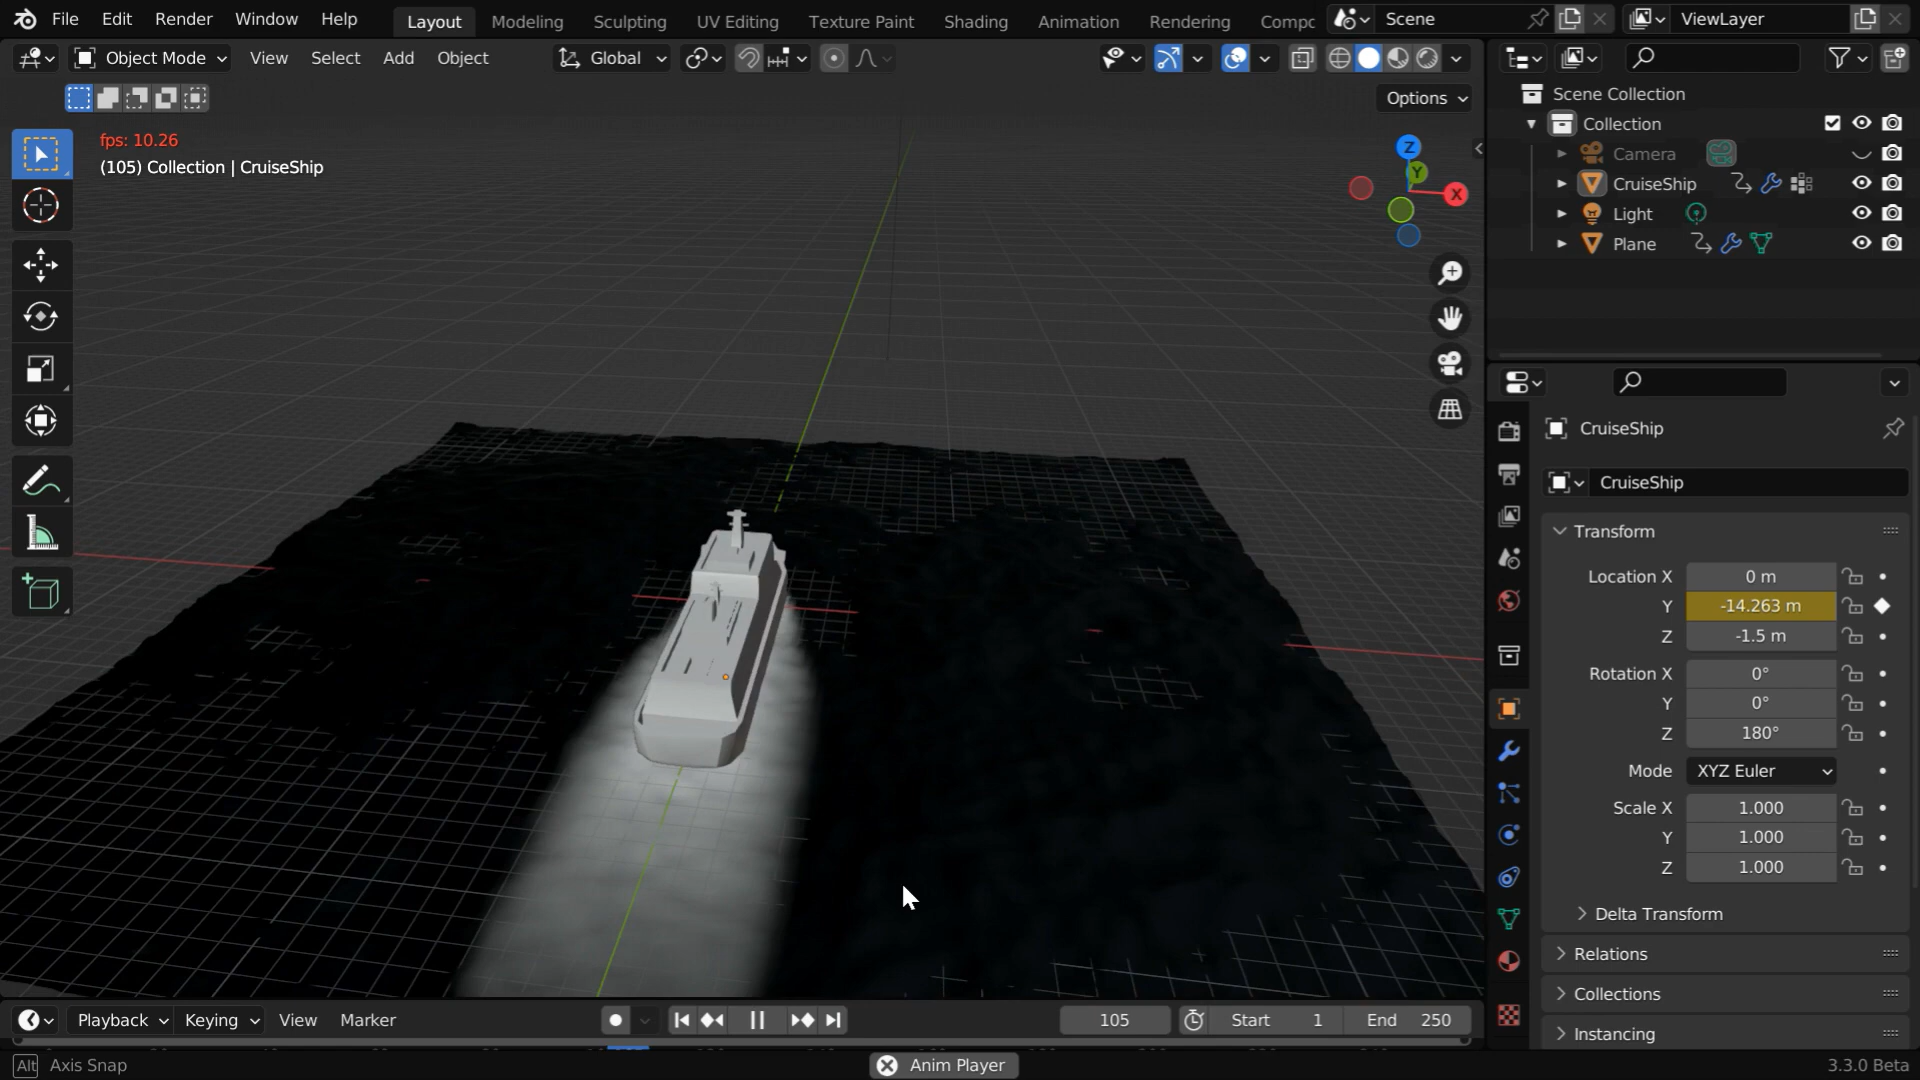 File Edit Render Window Help
Layout Modeling Sculpting UV Editing Texture Paint Shading Animation Rendering Compc
Scene
ViewLayer
Object Mode View Select Add Object
Global
Options
fps: 10.26
(105) Collection | CruiseShip
Z
Y
X
Scene Collection
Collection
Camera
CruiseShip
Light
Plane
CruiseShip
CruiseShip
Transform
Location X 0 m
Y -14.263 m
Z -1.5 m
Rotation X 0°
Y 0°
Z 180°
Mode XYZ Euler
Scale X 1.000
Y 1.000
Z 1.000
Delta Transform
Relations
Collections
Instancing
Playback Keying View Marker
105 Start 1 End 250
Alt Axis Snap
Anim Player
3.3.0 Beta